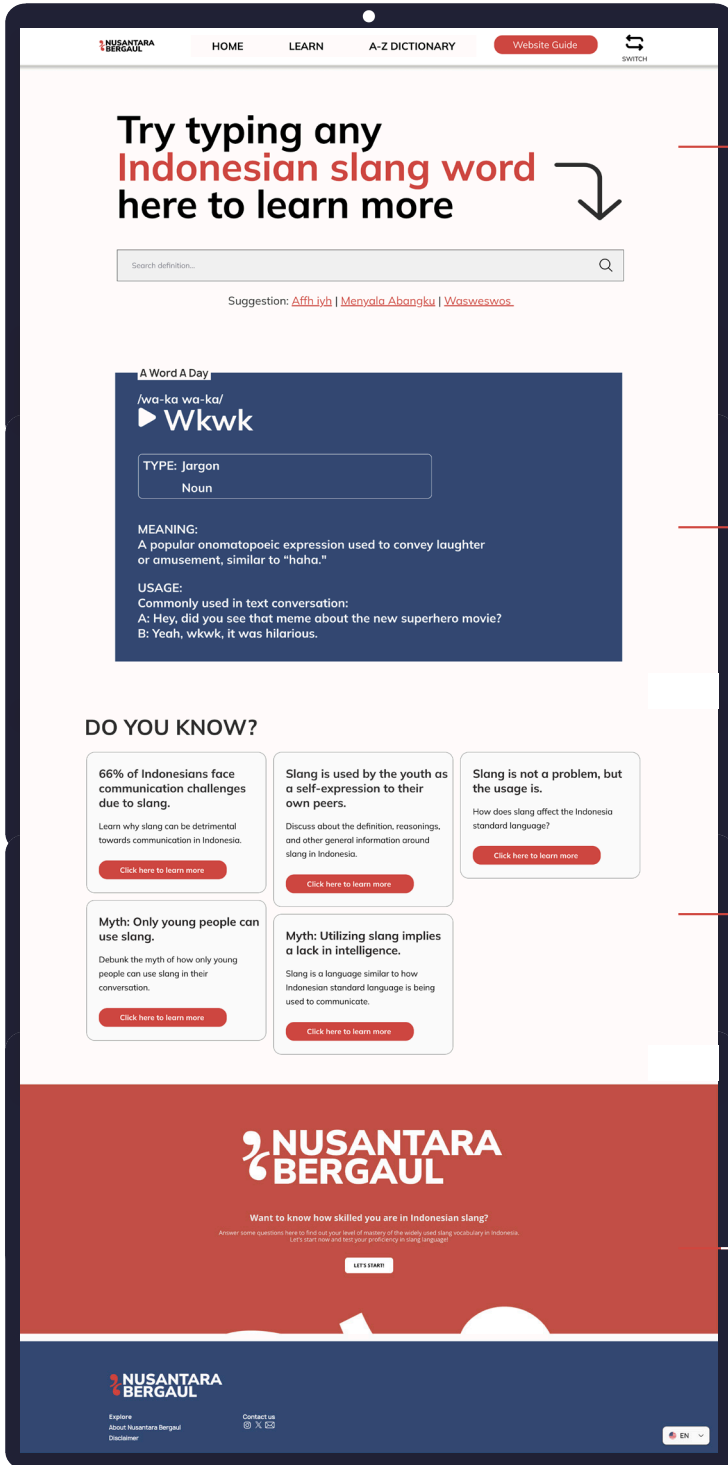 NUSANTARA
BERGAUL
HOME
LEARN
A-Z DICTIONARY
Website Guide
SWITCH
Try typing any
Indonesian slang word
here to learn more
Search definition...
Suggestion: Affh iyh | Menyala Abangku | Wasweswos
A Word A Day
/wa-ka wa-ka/
Wkwk
TYPE: Jargon
Noun
MEANING:
A popular onomatopoeic expression used to convey laughter
or amusement, similar to “haha.”
USAGE:
Commonly used in text conversation:
A: Hey, did you see that meme about the new superhero movie?
B: Yeah, wkwk, it was hilarious.
DO YOU KNOW?
66% of Indonesians face
communication challenges
due to slang.
Learn why slang can be detrimental
towards communication in Indonesia.
Click here to learn more
Slang is used by the youth as
a self-expression to their
own peers.
Discuss about the definition, reasonings,
and other general information around
slang in Indonesia.
Click here to learn more
Slang is not a problem, but
the usage is.
How does slang affect the Indonesia
standard language?
Click here to learn more
Myth: Only young people can
use slang.
Debunk the myth of how only young
people can use slang in their
conversation.
Click here to learn more
Myth: Utilizing slang implies
a lack in intelligence.
Slang is a language similar to how
Indonesian standard language is being
used to communicate.
Click here to learn more
NUSANTARA
BERGAUL
Want to know how skilled you are in Indonesian slang?
Answer some questions here to find out your level of mastery of the widely used slang vocabulary in Indonesia.
Let's start now and test your proficiency in slang language!
LET'S START!
NUSANTARA
BERGAUL
Explore
About Nusantara Bergaul
Disclaimer
Contact us
EN